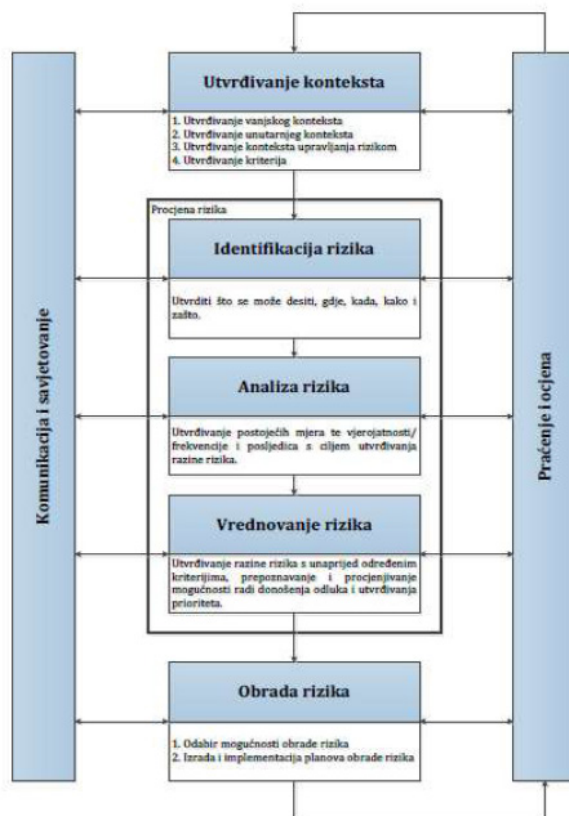 Utvrđivanje konteksta
1. Utvrđivanje vanjskog konteksta
2. Utvrđivanje unutarnjeg konteksta
3. Utvrđivanje konteksta upravljanja rizikom
4. Utvrđivanje kriterija
Procjena rizika
Identifikacija rizika
Utvrditi što se može desiti, gdje, kada, kako i
zašto.
Analiza rizika
Utvrđivanje postojećih mjera te vjerojatnosti/
frekvencije i posljedica s ciljem utvrđivanja
razine rizika.
Vrednovanje rizika
Utvrđivanje razine rizika s unaprijed određenim
kriterijima, prepoznavanje i procjenjivanje
mogućnosti radi donošenja odluka i utvrđivanja
prioriteta.
Obrada rizika
1. Odabir mogućnosti obrade rizika
2. Izrada i implementacija planova obrade rizika
Komunikacija i savjetovanje
Praćenje i ocjena